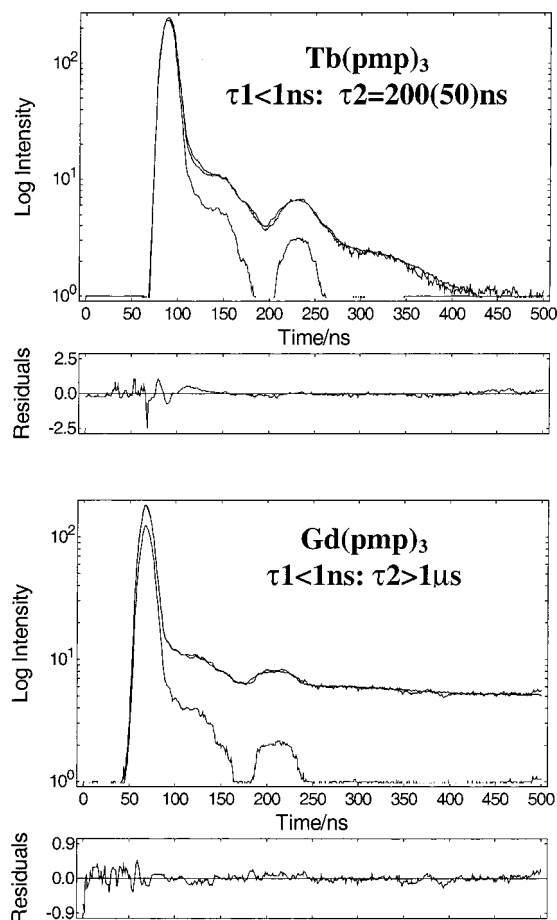 Tb(pmp)₃
τ1<1ns: τ2=200(50)ns
Log Intensity
10²
10¹
10⁰
0 50 100 150 200 250 300 350 400 450 500
Time/ns
Residuals
2.5
0.0
-2.5
Gd(pmp)₃
τ1<1ns: τ2>1μs
Log Intensity
10²
10¹
10⁰
0 50 100 150 200 250 300 350 400 450 500
Time/ns
Residuals
0.9
0.0
-0.9